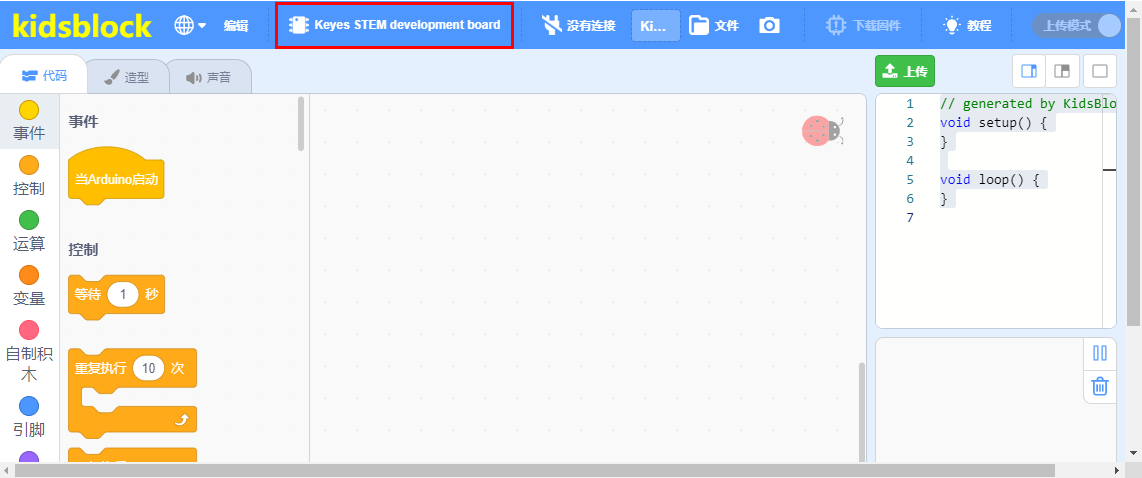 kidsblock
编辑
Keyes STEM development board
没有连接
Ki...
文件
下载固件
教程
上传模式
代码
造型
声音
上传
事件
控制
运算
变量
自制积
木
引脚
事件
当Arduino启动
控制
等待 1 秒
重复执行 10 次
1 // generated by KidsBlo
2 void setup() {
3 }
4
5 void loop() {
6 }
7